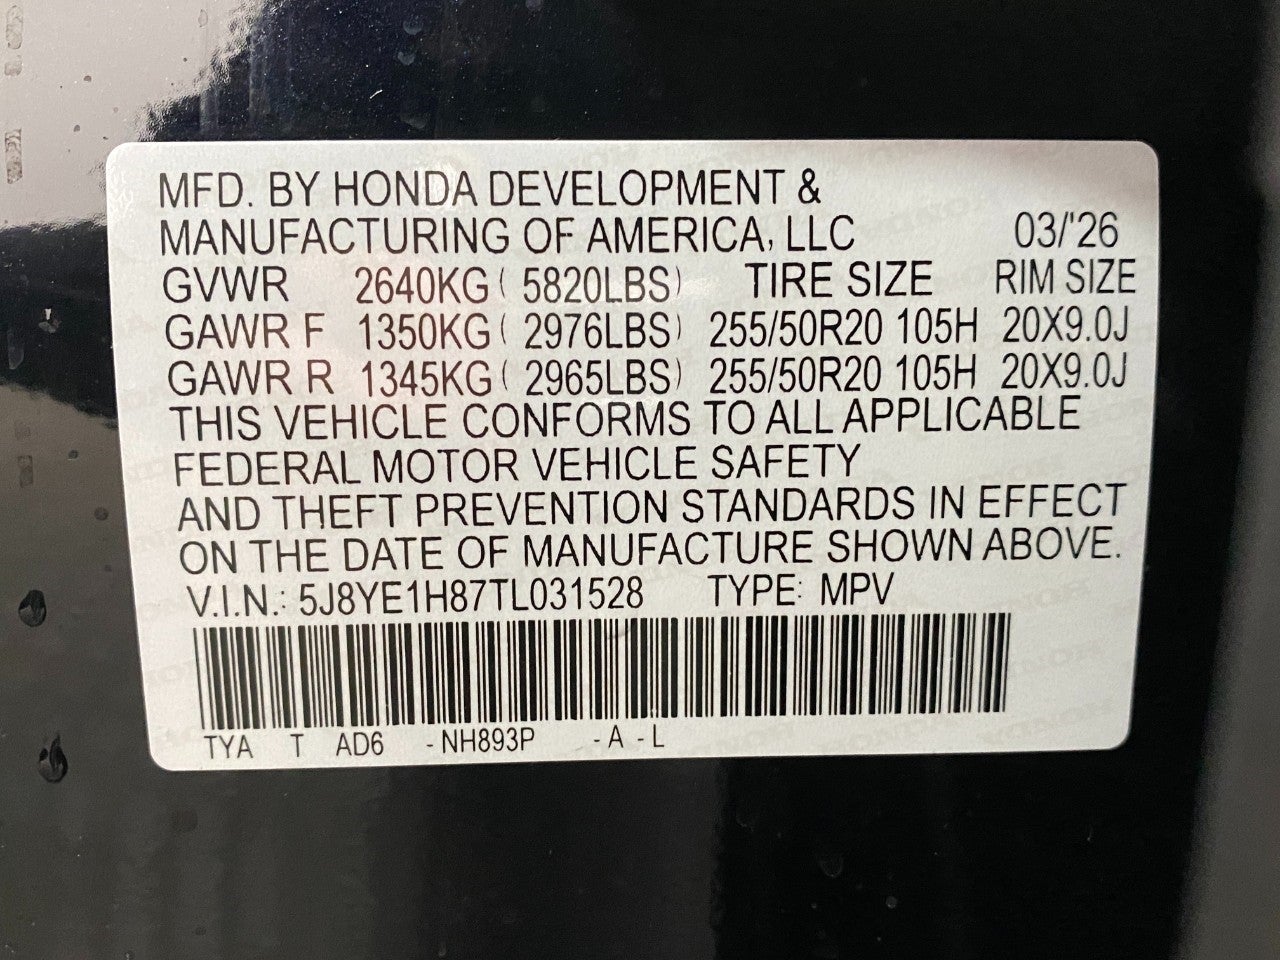 MFD. BY HONDA DEVELOPMENT &
MANUFACTURING OF AMERICA, LLC 03/'26
GVWR 2640KG ( 5820LBS) TIRE SIZE RIM SIZE
GAWR F 1350KG ( 2976LBS) 255/50R20 105H 20X9.0J
GAWR R 1345KG ( 2965LBS) 255/50R20 105H 20X9.0J
THIS VEHICLE CONFORMS TO ALL APPLICABLE
FEDERAL MOTOR VEHICLE SAFETY
AND THEFT PREVENTION STANDARDS IN EFFECT
ON THE DATE OF MANUFACTURE SHOWN ABOVE.
V.I.N.: 5J8YE1H87TL031528 TYPE: MPV
TYA T AD6 -NH893P -A -L